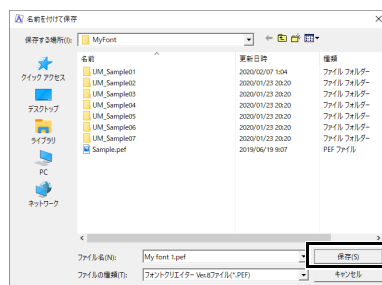 名前を付けて保存
保存する場所(I): MyFont
名前 更新日時 種類
UM_Sample01 2020/02/07 1:04 ファイル フォルダー
UM_Sample02 2020/01/23 20:20 ファイル フォルダー
UM_Sample03 2020/01/23 20:20 ファイル フォルダー
UM_Sample04 2020/01/23 20:20 ファイル フォルダー
UM_Sample05 2020/01/23 20:20 ファイル フォルダー
UM_Sample06 2020/01/23 20:20 ファイル フォルダー
UM_Sample07 2020/01/23 20:20 ファイル フォルダー
Sample.pef 2019/06/19 9:07 PEF ファイル
クイック アクセス
デスクトップ
ライブラリ
PC
ネットワーク
ファイル名(N): My font 1.pef 保存(S)
ファイルの種類(T): フォントクリエイター Ver.8ファイル(*.PEF) キャンセル